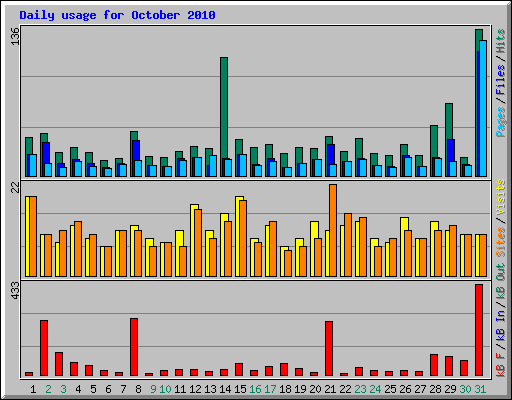 Daily usage for October 2010
136
Pages / Files / Hits
22
Sites / Visits
433
kB F / kB In / kB Out
1 2 3 4 5 6 7 8 9 10 11 12 13 14 15 16 17 18 19 20 21 22 23 24 25 26 27 28 29 30 31